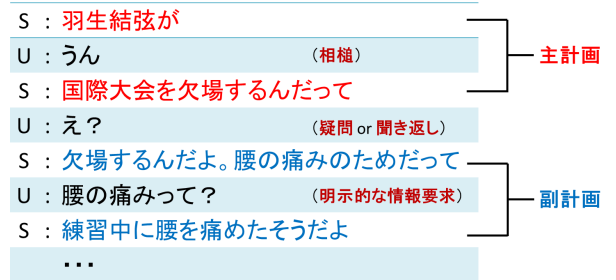 S : 羽生結弦が
U : うん (相槌)
S : 国際大会を欠場するんだって
主計画
U : え? (疑問 or 聞き返し)
S : 欠場するんだよ。腰の痛みのためだって
U : 腰の痛みって? (明示的な情報要求)
副計画
S : 練習中に腰を痛めたそうだよ
・・・